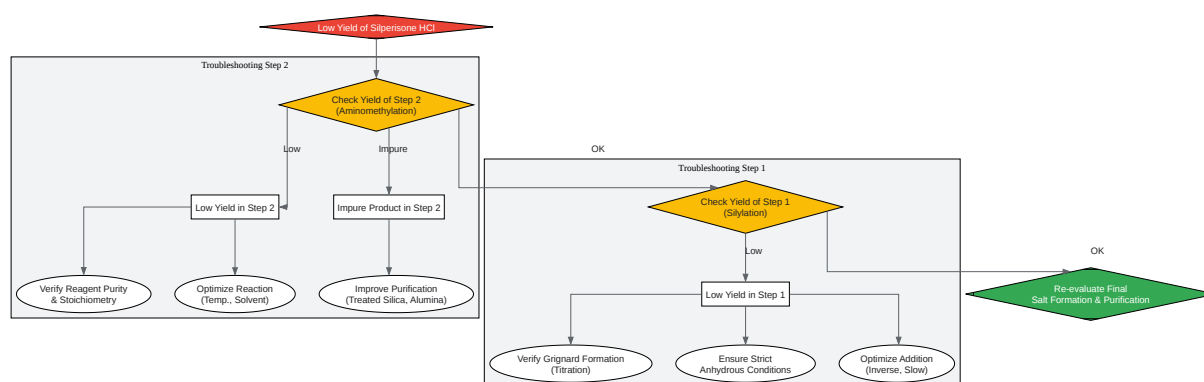 Low Yield of Silperisone HCl
Troubleshooting Step 2
Check Yield of Step 2
(Aminomethylation)
Low
Impure
OK
Low Yield in Step 2
Impure Product in Step 2
Verify Reagent Purity
& Stoichiometry
Optimize Reaction
(Temp., Solvent)
Improve Purification
(Treated Silica, Alumina)
Troubleshooting Step 1
Check Yield of Step 1
(Silylation)
Low
OK
Low Yield in Step 1
Re-evaluate Final
Salt Formation & Purification
Verify Grignard Formation
(Titration)
Ensure Strict
Anhydrous Conditions
Optimize Addition
(Inverse, Slow)